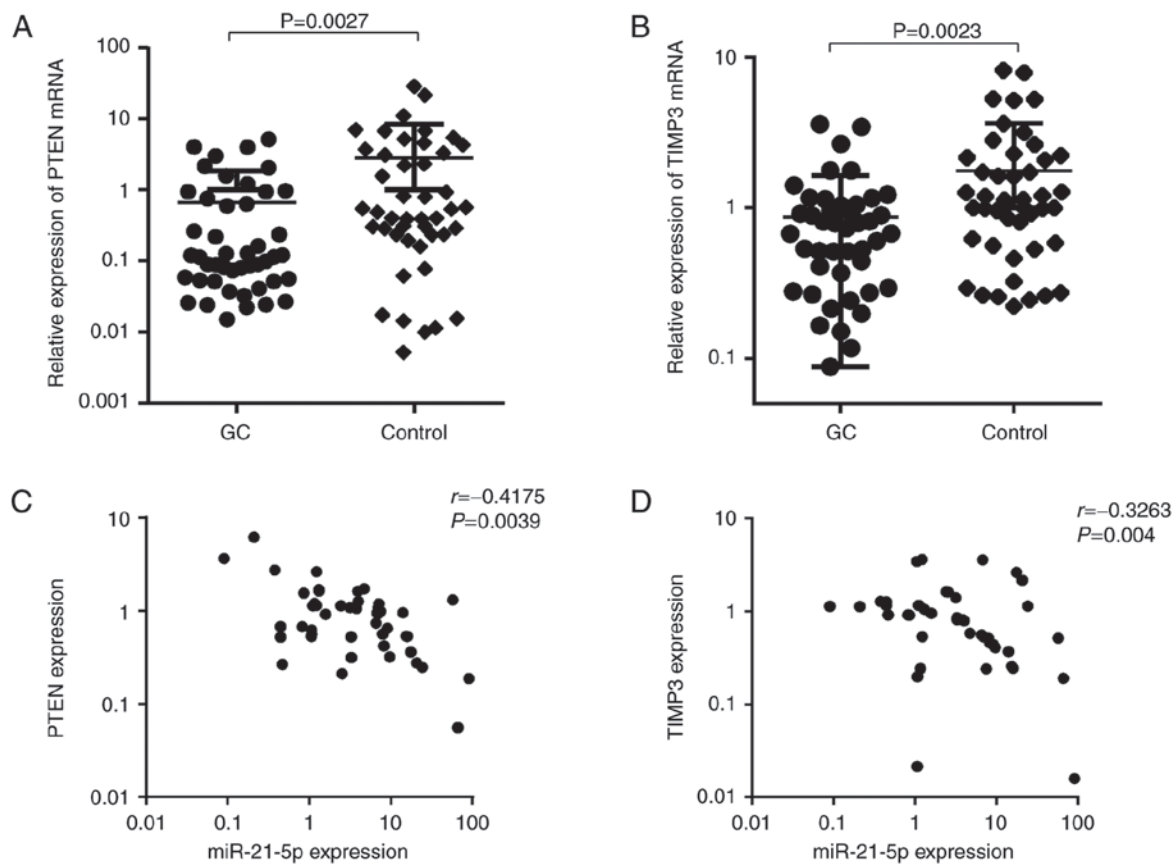 A
P=0.0027
Relative expression of PTEN mRNA
100
10
1
0.1
0.01
0.001
GC
Control
B
P=0.0023
Relative expression of TIMP3 mRNA
10
1
0.1
GC
Control
C
r=–0.4175
P=0.0039
PTEN expression
10
1
0.1
0.01
0.01
0.1
1
10
100
miR-21-5p expression
D
r=–0.3263
P=0.004
TIMP3 expression
10
1
0.1
0.01
0.01
0.1
1
10
100
miR-21-5p expression